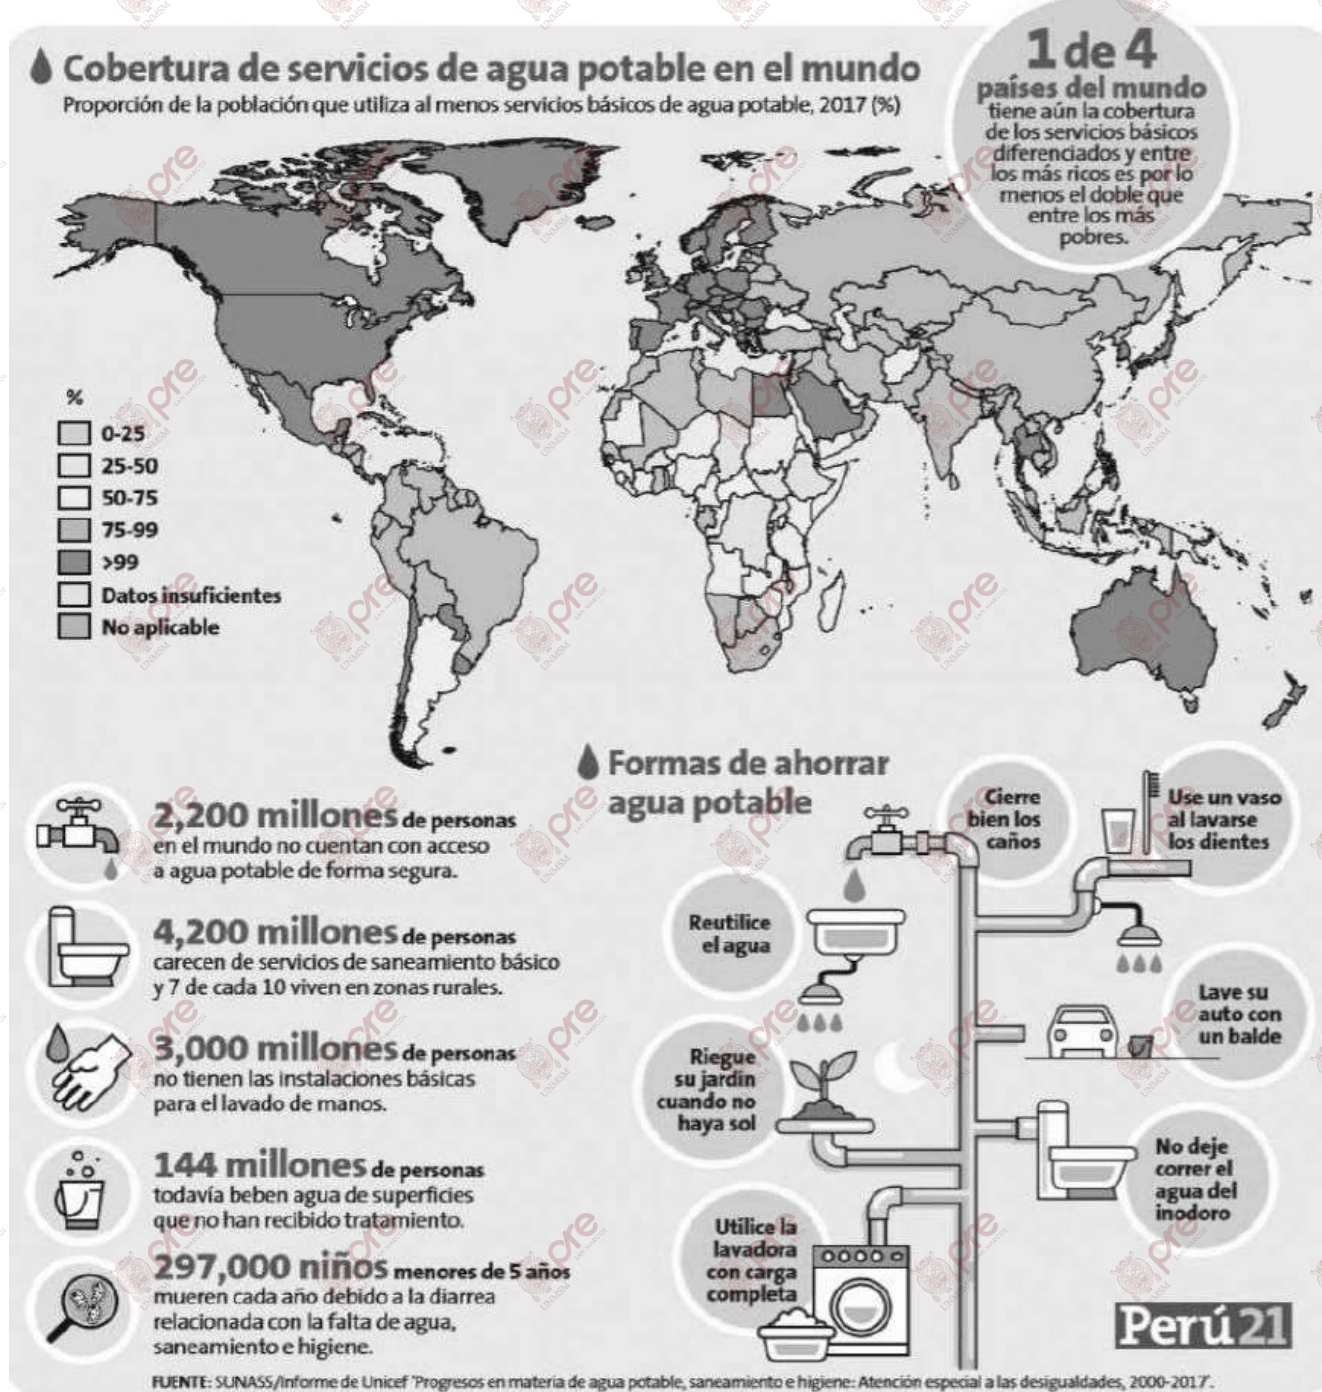 Cobertura de servicios de agua potable en el mundo
Proporción de la población que utiliza al menos servicios básicos de agua potable, 2017 (%)
1 de 4
países del mundo
tiene aún la cobertura
de los servicios básicos
diferenciados y entre
los más ricos es por lo
menos el doble que
entre los más
pobres.
%
0-25
25-50
50-75
75-99
>99
Datos insuficientes
No aplicable
2,200 millones de personas
en el mundo no cuentan con acceso
a agua potable de forma segura.
4,200 millones de personas
carecen de servicios de saneamiento básico
y 7 de cada 10 viven en zonas rurales.
3,000 millones de personas
no tienen las instalaciones básicas
para el lavado de manos.
144 millones de personas
todavía beben agua de superficies
que no han recibido tratamiento.
297,000 niños menores de 5 años
mueren cada año debido a la diarrea
relacionada con la falta de agua,
saneamiento e higiene.
Formas de ahorrar
agua potable
Cierre
bien los
caños
Use un vaso
al lavarse
los dientes
Reutilice
el agua
Lave su
auto con
un balde
Riegue
su jardín
cuando no
haya sol
No deje
correr el
agua del
inodoro
Utilice la
lavadora
con carga
completa
Perú21
FUENTE: SUNASS/Informe de Unicef "Progresos en materia de agua potable, saneamiento e higiene: Atención especial a las desigualdades, 2000-2017".
pre
UNMSM